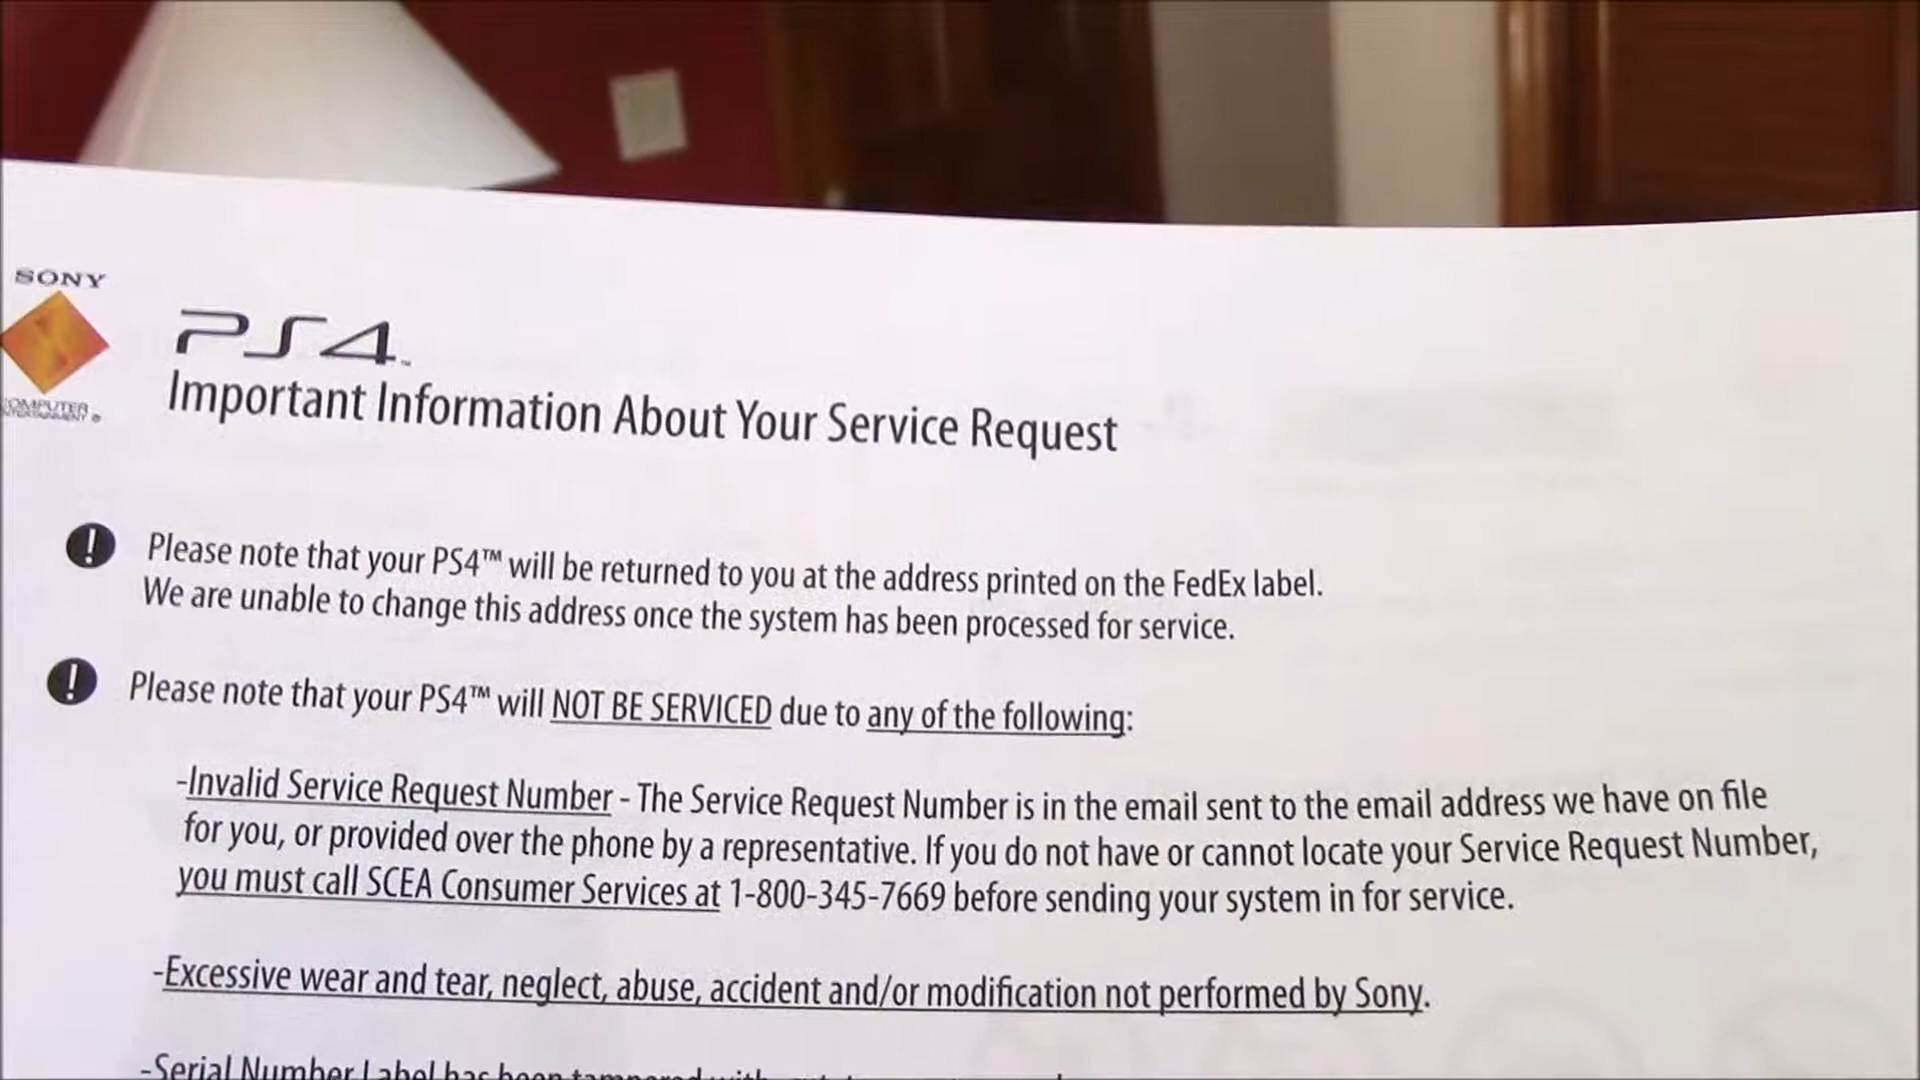 SONY
COMPUTER
ENTERTAINMENT ®
PS4™
Important Information About Your Service Request
! Please note that your PS4™ will be returned to you at the address printed on the FedEx label.
We are unable to change this address once the system has been processed for service.
! Please note that your PS4™ will NOT BE SERVICED due to any of the following:
-Invalid Service Request Number - The Service Request Number is in the email sent to the email address we have on file
for you, or provided over the phone by a representative. If you do not have or cannot locate your Service Request Number,
you must call SCEA Consumer Services at 1-800-345-7669 before sending your system in for service.
-Excessive wear and tear, neglect, abuse, accident and/or modification not performed by Sony.
-Serial Number Label has been tampered with